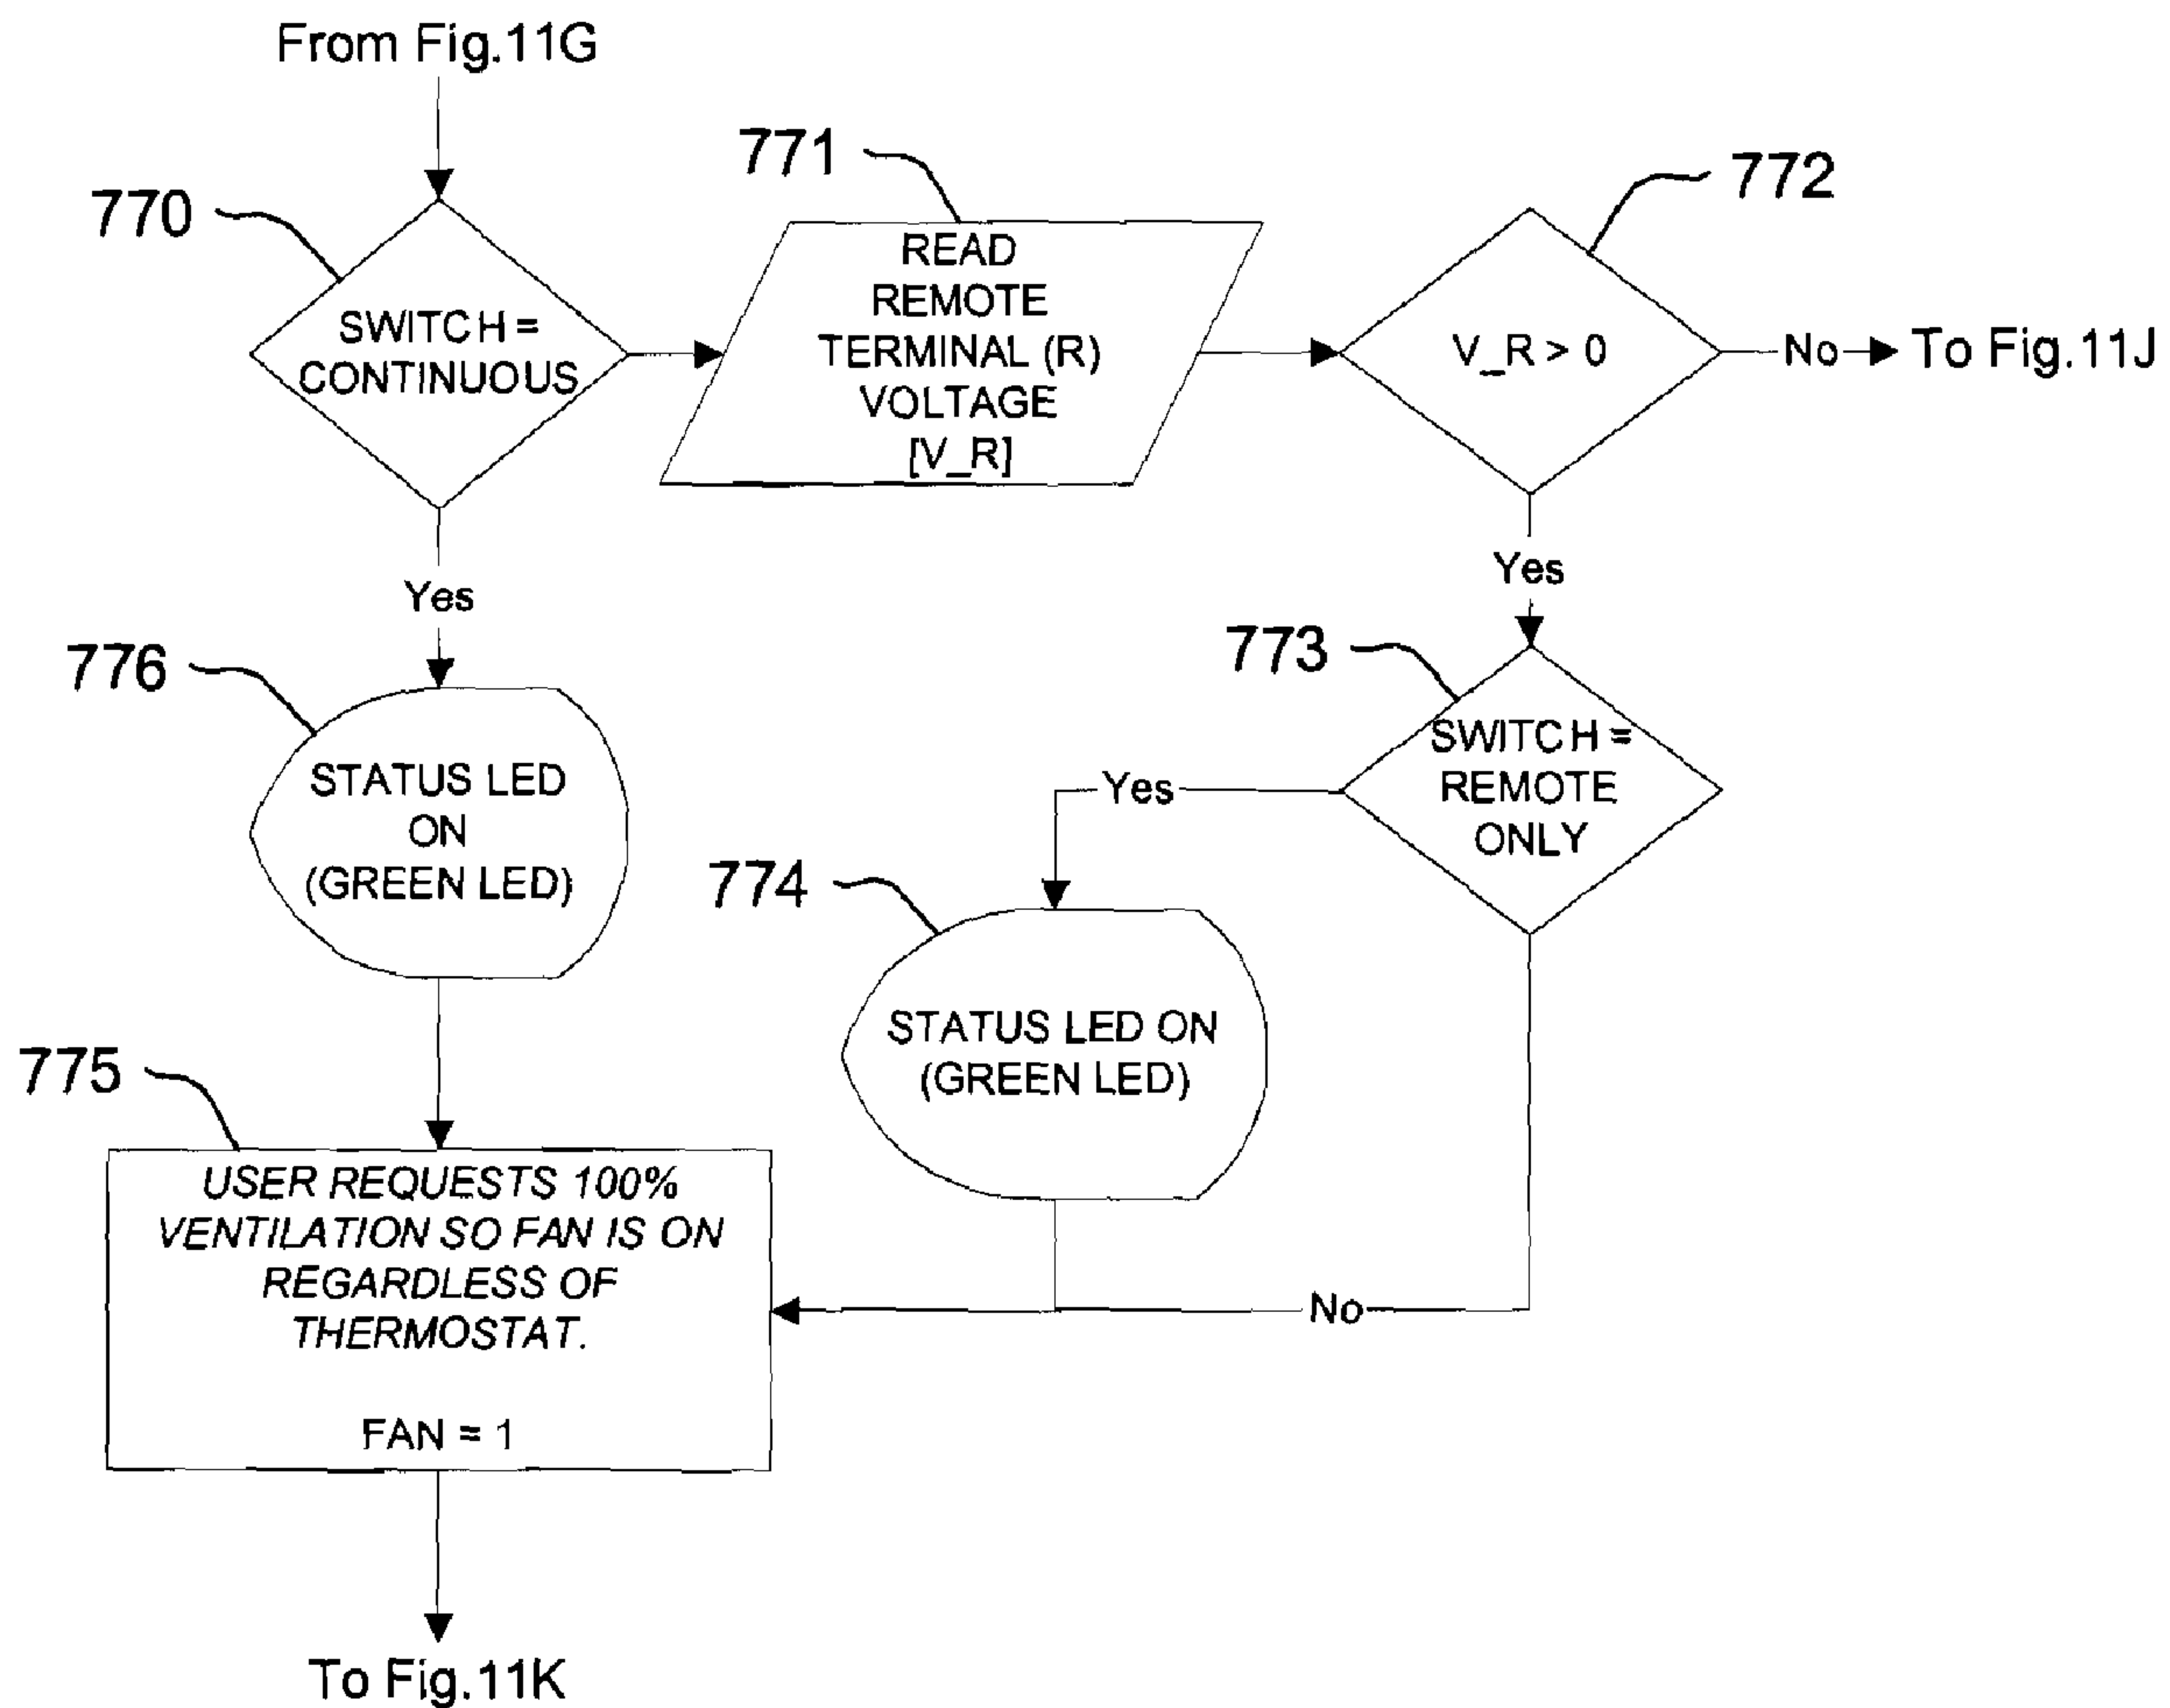 From Fig.11G
770
SWITCH =
CONTINUOUS
771
READ
REMOTE
TERMINAL (R)
VOLTAGE
[V_R]
772
V_R > 0
No
To Fig.11J
Yes
Yes
776
STATUS LED
ON
(GREEN LED)
773
SWITCH =
REMOTE
ONLY
Yes
774
STATUS LED ON
(GREEN LED)
No
775
USER REQUESTS 100%
VENTILATION SO FAN IS ON
REGARDLESS OF
THERMOSTAT.
FAN = 1
To Fig.11K